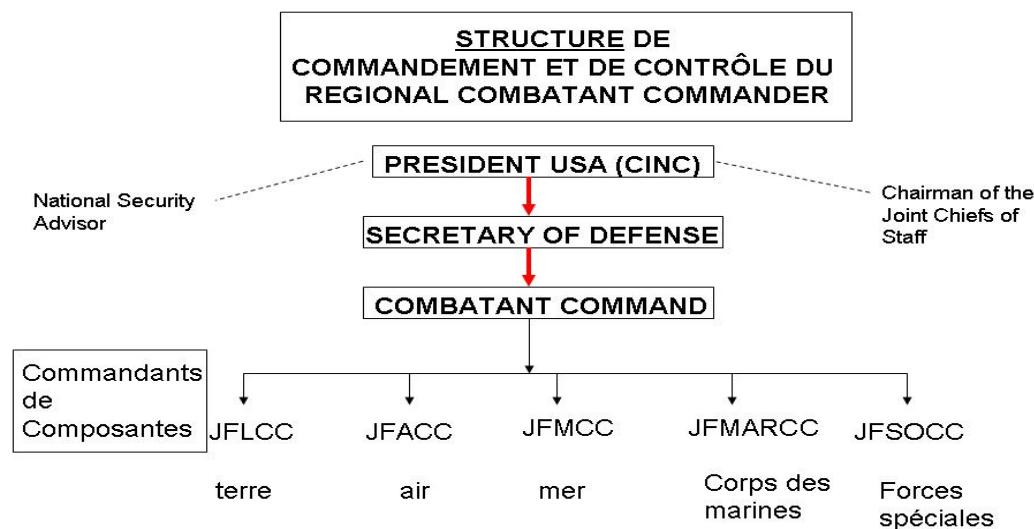 STRUCTURE DE
COMMANDEMENT ET DE CONTRÔLE DU
REGIONAL COMBATANT COMMANDER
PRESIDENT USA (CINC)
National Security
Advisor
Chairman of the
Joint Chiefs of
Staff
SECRETARY OF DEFENSE
COMBATANT COMMAND
Commandants
de
Composantes
JFLCC
JFACC
JFMCC
JFMARCC
JFSOCC
terre
air
mer
Corps des
marines
Forces
spéciales